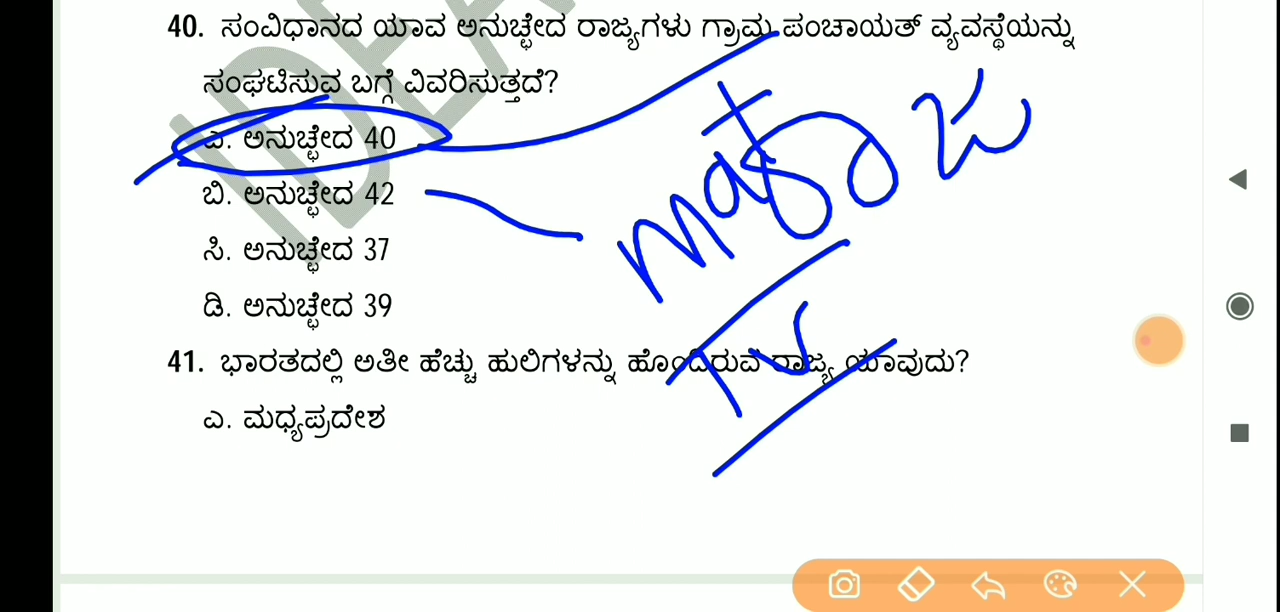 40. ಸಂವಿಧಾನದ ಯಾವ ಅನುಚ್ಛೇದ ರಾಜ್ಯಗಳು ಗ್ರಾಮ ಪಂಚಾಯತ್ ವ್ಯವಸ್ಥೆಯನ್ನು
ಸಂಘಟಿಸುವ ಬಗ್ಗೆ ವಿವರಿಸುತ್ತದೆ?
ಎ. ಅನುಚ್ಛೇದ 40
ಬಿ. ಅನುಚ್ಛೇದ 42
ಸಿ. ಅನುಚ್ಛೇದ 37
ಡಿ. ಅನುಚ್ಛೇದ 39
IV
41. ಭಾರತದಲ್ಲಿ ಅತೀ ಹೆಚ್ಚು ಹುಲಿಗಳನ್ನು ಹೊಂದಿರುವ ರಾಜ್ಯ ಯಾವುದು?
ಎ. ಮಧ್ಯಪ್ರದೇಶ